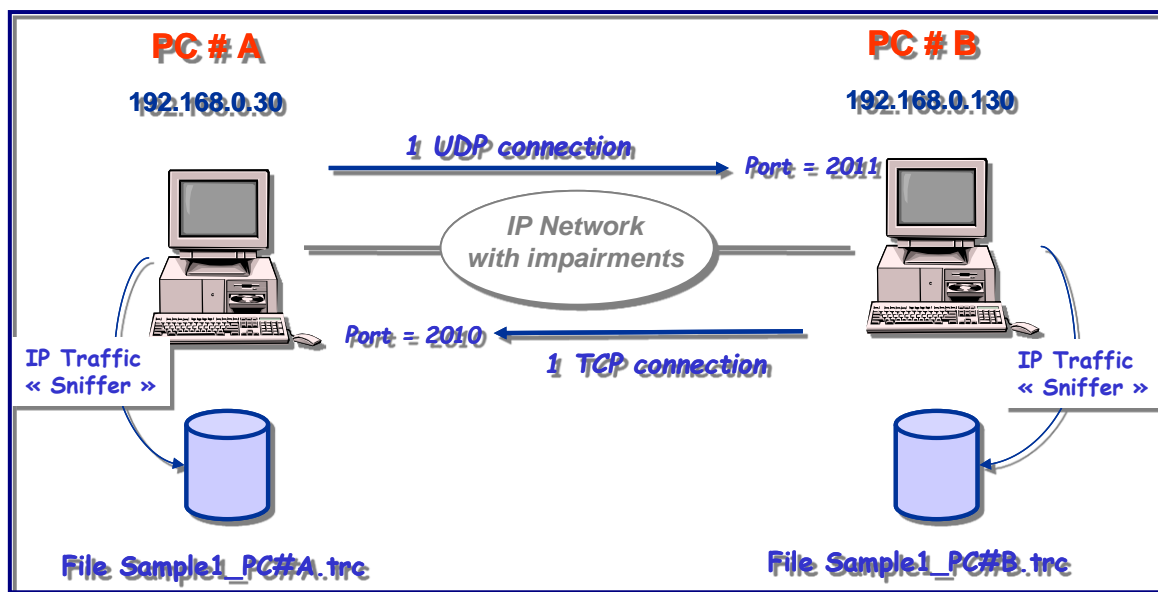 PC # A
PC # B
192.168.0.30
192.168.0.130
1 UDP connection
Port = 2011
IP Network
with impairments
Port = 2010
1 TCP connection
IP Traffic
« Sniffer »
IP Traffic
« Sniffer »
File Sample1_PC#A.trc
File Sample1_PC#B.trc